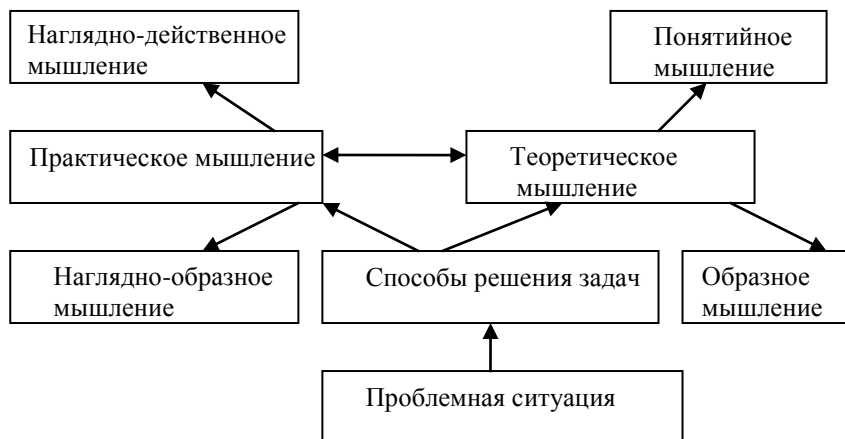 Наглядно-действенное
мышление
Понятийное
мышление
Практическое мышление
Теоретическое
мышление
Наглядно-образное
мышление
Способы решения задач
Образное
мышление
Проблемная ситуация